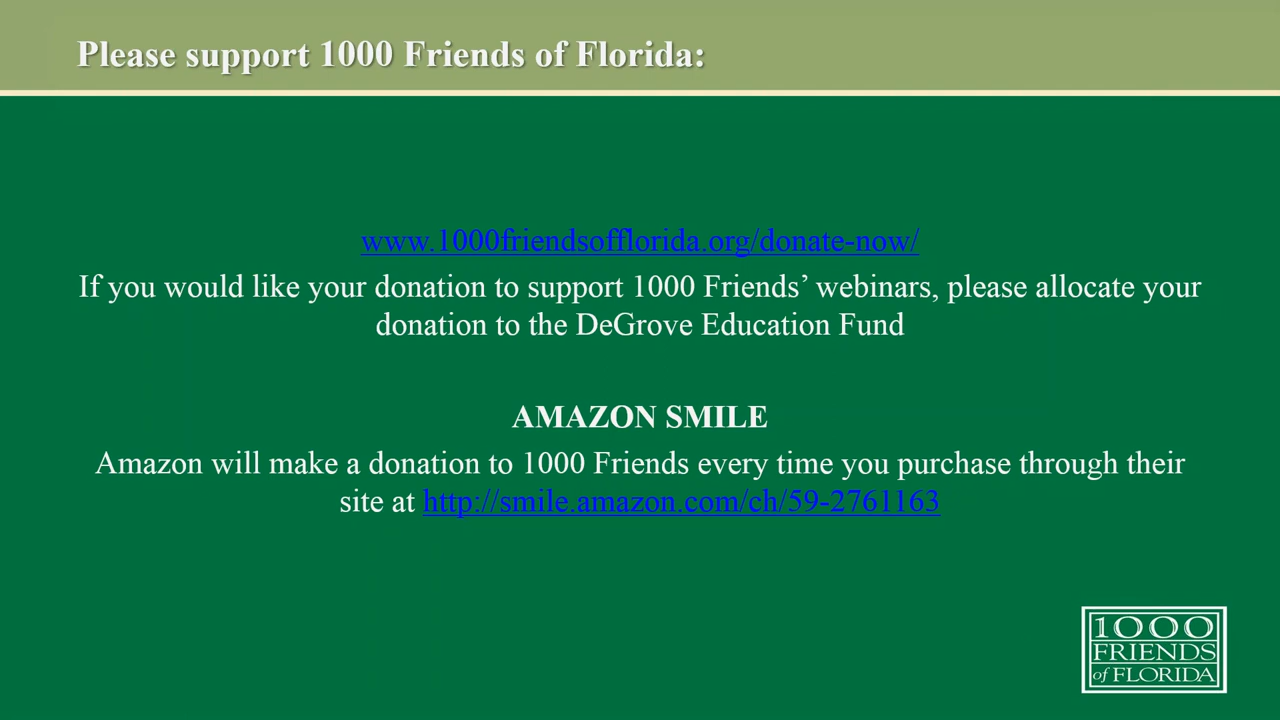 Please support 1000 Friends of Florida:
www.1000friendsofflorida.org/donate-now/
If you would like your donation to support 1000 Friends’ webinars, please allocate your
donation to the DeGrove Education Fund
AMAZON SMILE
Amazon will make a donation to 1000 Friends every time you purchase through their
site at http://smile.amazon.com/ch/59-2761163
1000
FRIENDS
of FLORIDA